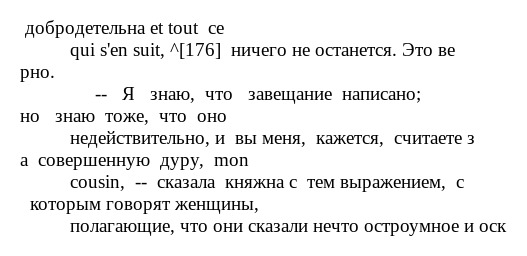 добродетельна et tout ce
qui s'en suit, ^[176] ничего не останется. Это ве
рно.
-- Я знаю, что завещание написано;
но знаю тоже, что оно
недействительно, и вы меня, кажется, считаете з
а совершенную дуру, mon
cousin, -- сказала княжна с тем выражением, с
которым говорят женщины,
полагающие, что они сказали нечто остроумное и оск